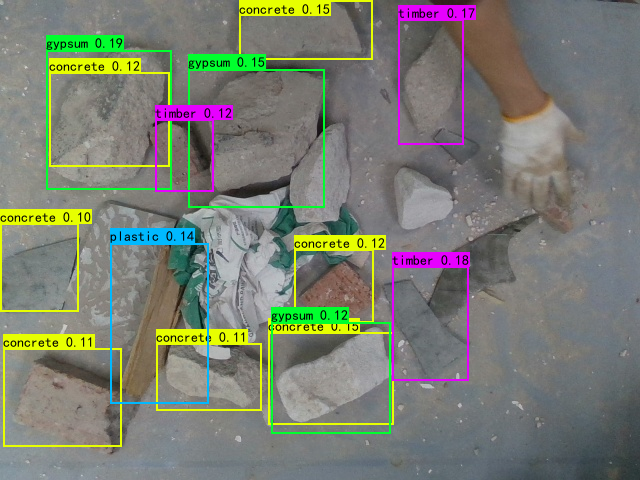 concrete 0.15
timber 0.17
gypsum 0.19
gypsum 0.15
concrete 0.12
timber 0.12
concrete 0.10
plastic 0.14
concrete 0.12
timber 0.18
gypsum 0.12
concrete 0.15
concrete 0.11
concrete 0.11